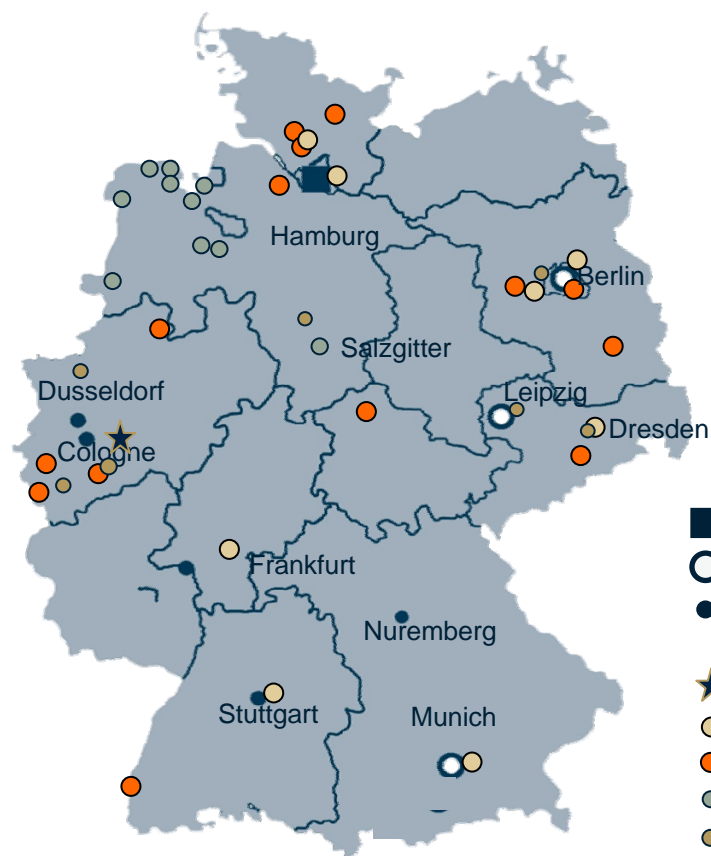 Hamburg
Berlin
Salzgitter
Dusseldorf
Leipzig
Cologne
Dresden
Frankfurt
Nuremberg
Stuttgart
Munich